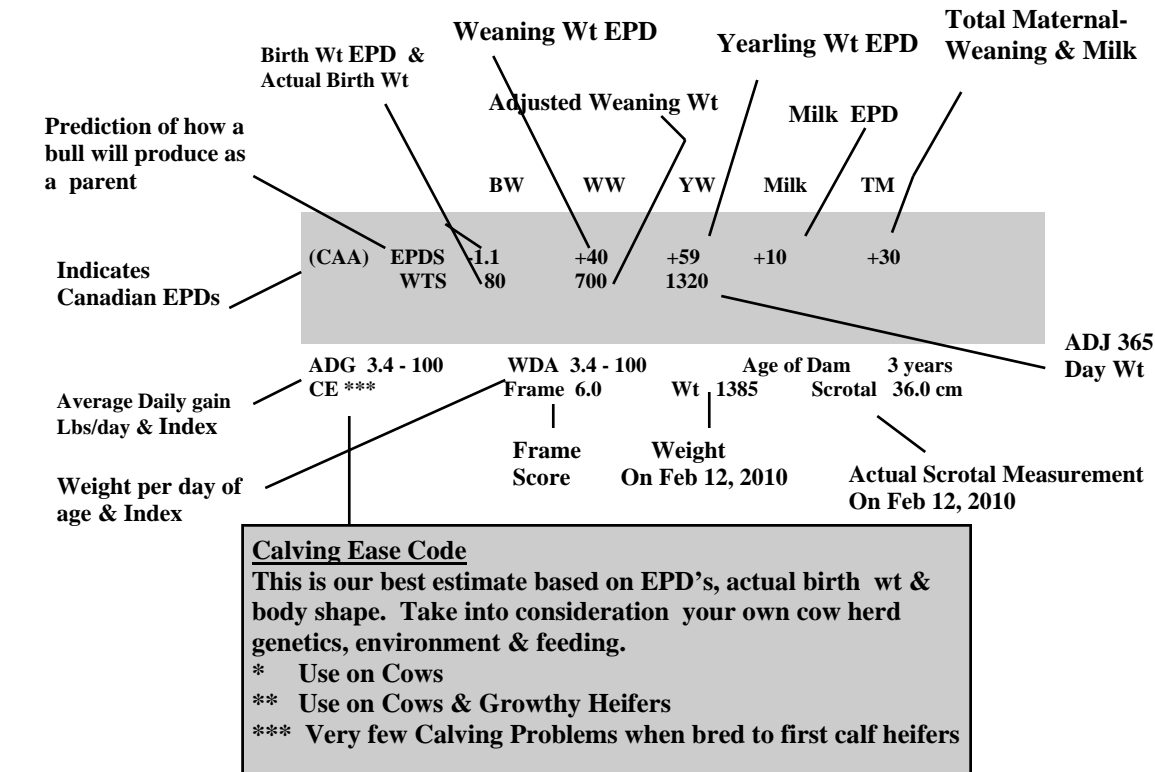 Total Maternal-
Weaning & Milk
Weaning Wt EPD
Yearling Wt EPD
Birth Wt EPD &
Actual Birth Wt
Adjusted Weaning Wt
Milk EPD
Prediction of how a
bull will produce as
a parent
BW WW YW Milk TM
(CAA) EPDS -1.1 +40 +59 +10 +30
WTS 80 700 1320
Indicates
Canadian EPDs
ADJ 365
Day Wt
ADG 3.4 - 100 WDA 3.4 - 100 Age of Dam 3 years
CE *** Frame 6.0 Wt 1385 Scrotal 36.0 cm
Average Daily gain
Lbs/day & Index
Frame
Score
Weight
On Feb 12, 2010
Actual Scrotal Measurement
On Feb 12, 2010
Weight per day of
age & Index
Calving Ease Code
This is our best estimate based on EPD's, actual birth wt &
body shape. Take into consideration your own cow herd
genetics, environment & feeding.
* Use on Cows
** Use on Cows & Growthy Heifers
*** Very few Calving Problems when bred to first calf heifers